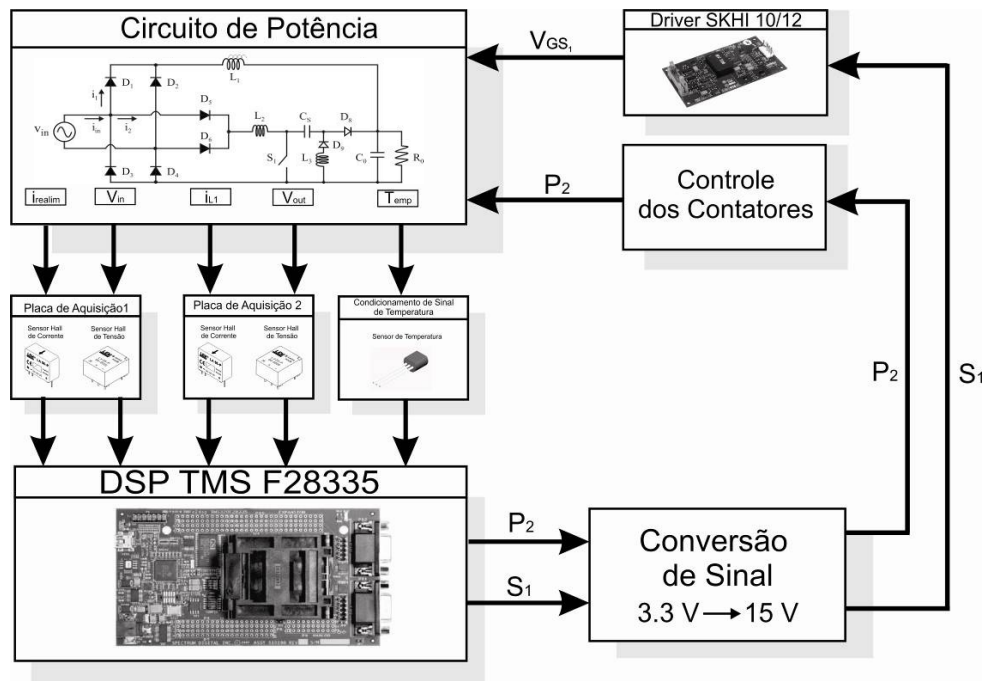 Circuito de Potência
L₁
D₁
D₂
i₁
D₅
L₂
Cₛ
D₈
vᵢₙ
iᵢₙ
i₂
D₆
D₉
S₁
L₃
C₀
R₀
D₃
D₄
irealim
Vin
iL1
Vout
Temp
Driver SKHI 10/12
VGS₁
P₂
Controle
dos Contatores
Placa de Aquisição1
Sensor Hall
de Corrente
Sensor Hall
de Tensão
Placa de Aquisição 2
Sensor Hall
de Corrente
Sensor Hall
de Tensão
Condicionamento de Sinal
de Temperatura
Sensor de Temperatura
P₂
S₁
DSP TMS F28335
P₂
S₁
Conversão
de Sinal
3.3 V → 15 V